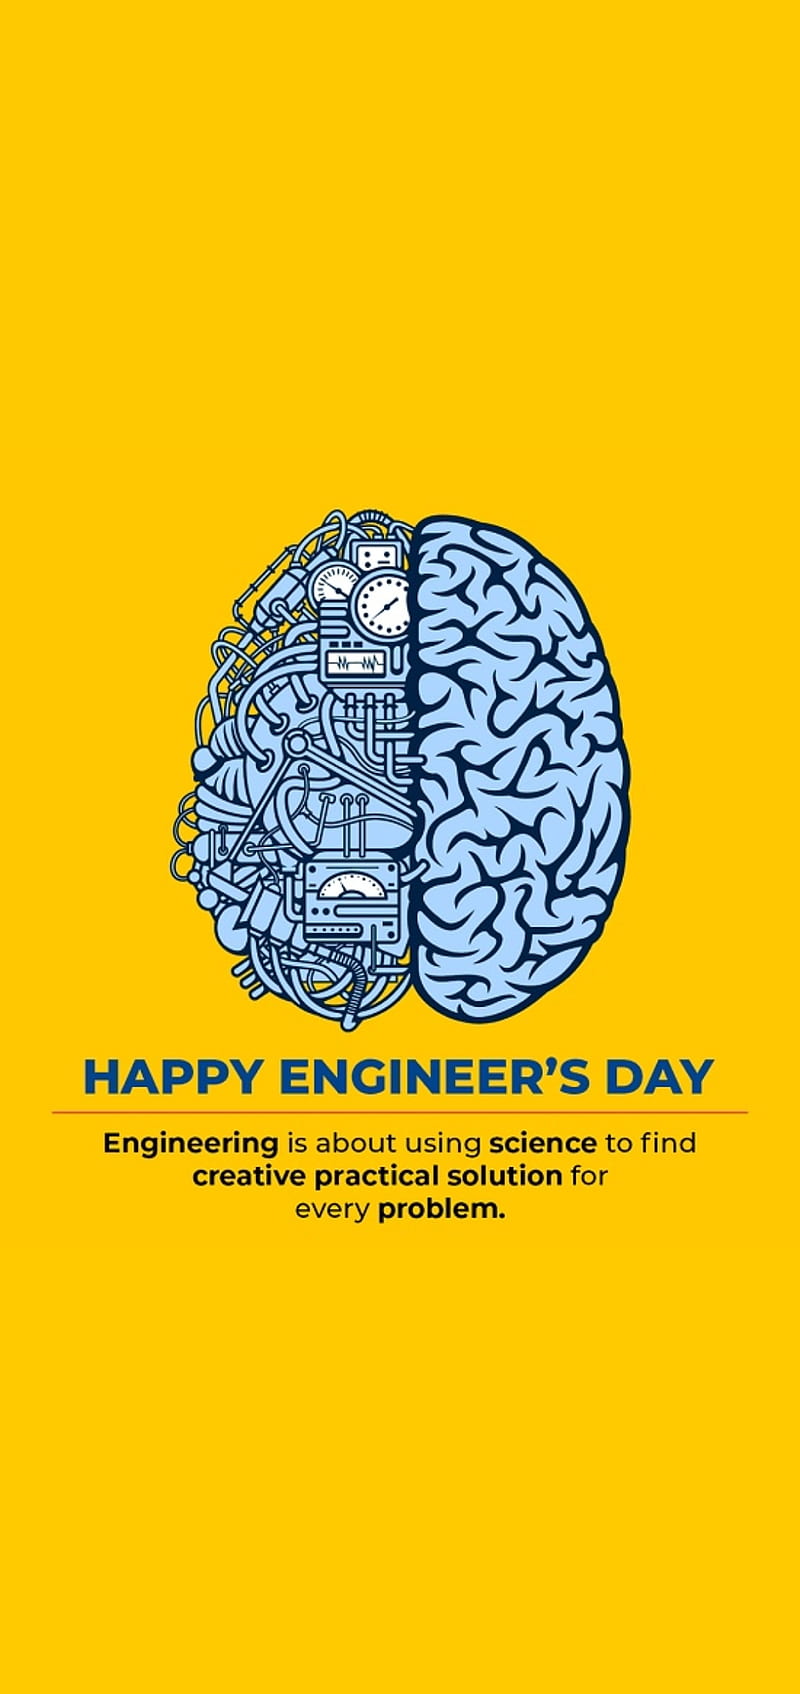 HAPPY ENGINEER’S DAY
Engineering is about using science to find
creative practical solution for
every problem.